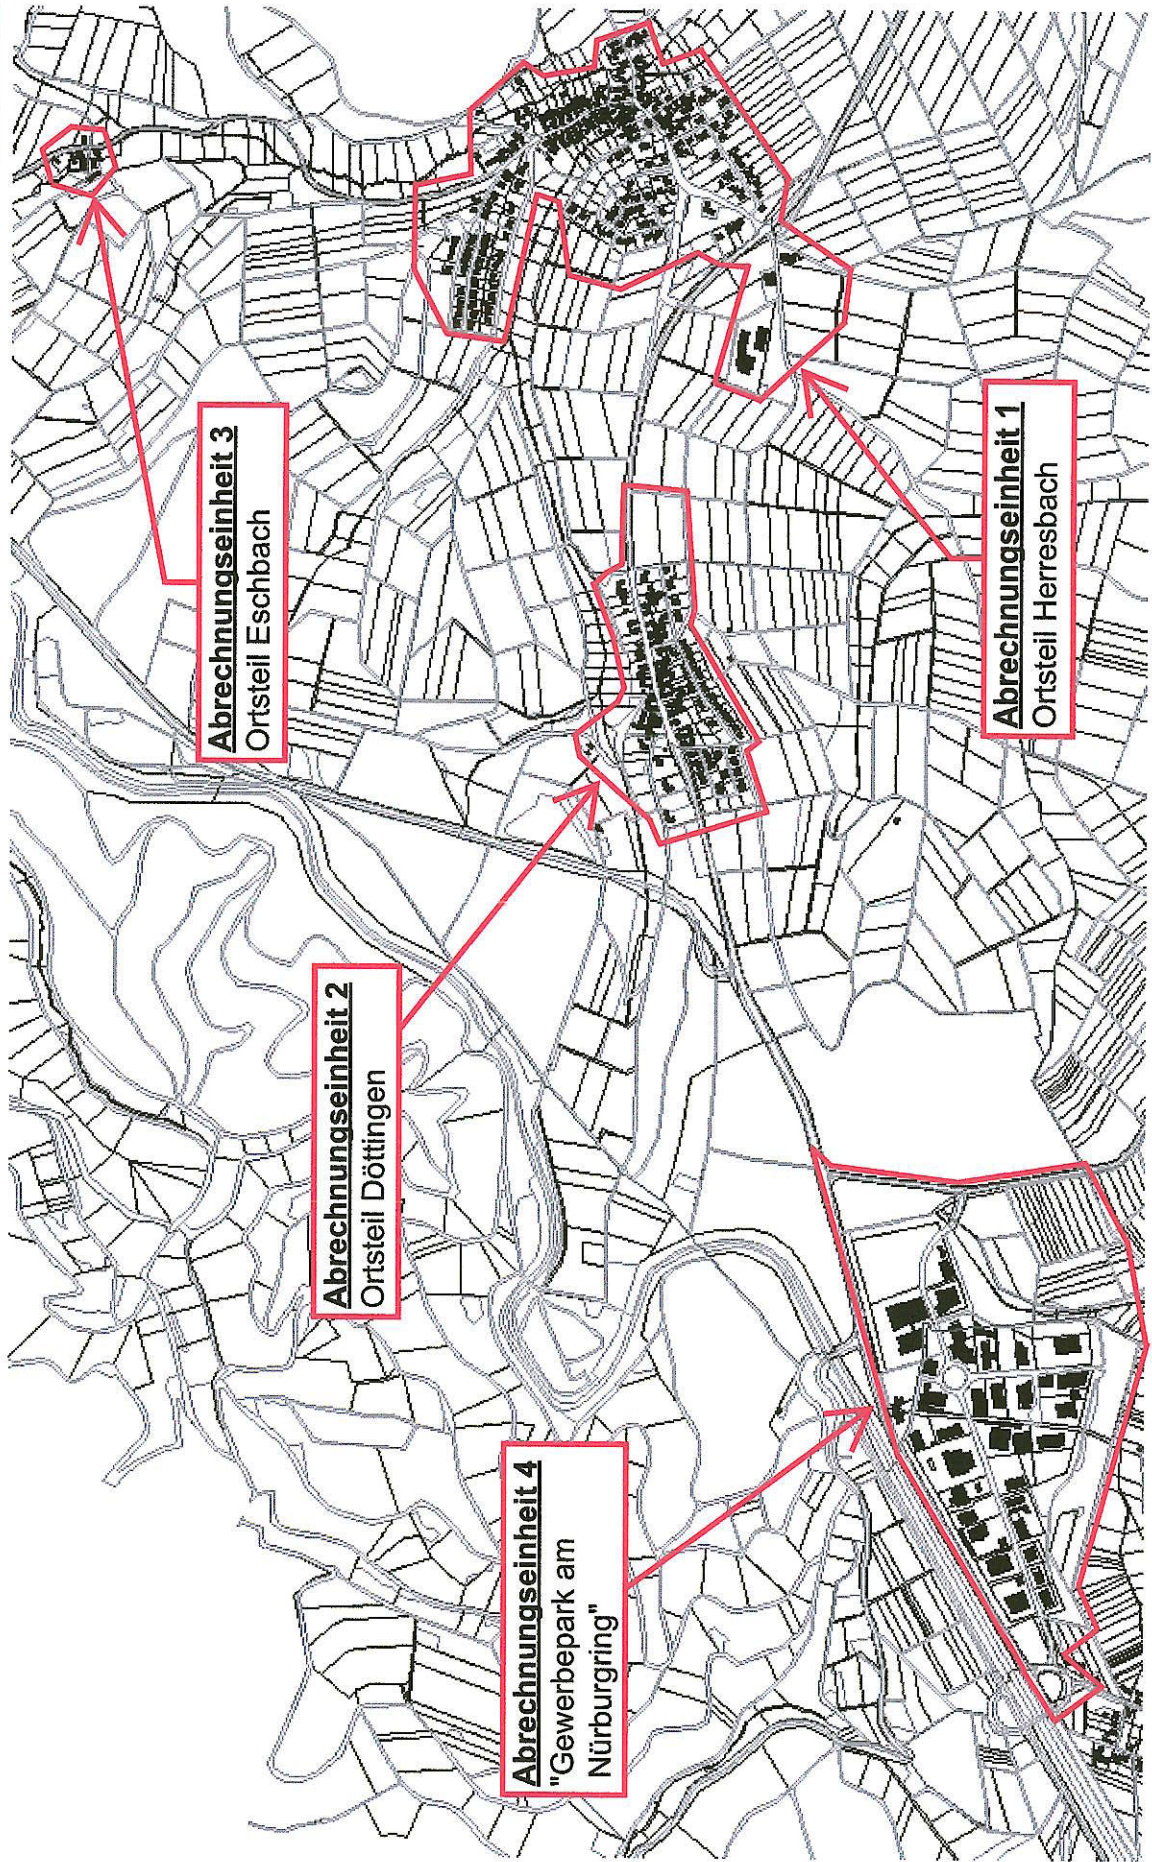 Abrechnungseinheit 4
"Gewerbepark am
Nürburgring"
Abrechnungseinheit 2
Ortsteil Döttingen
Abrechnungseinheit 3
Ortsteil Eschbach
Abrechnungseinheit 1
Ortsteil Herresbach